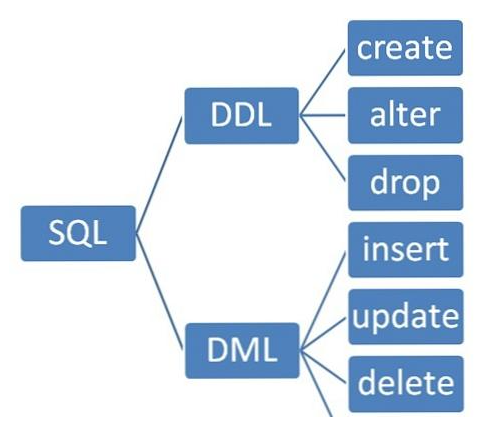 create
DDL
alter
drop
SQL
insert
update
DML
delete